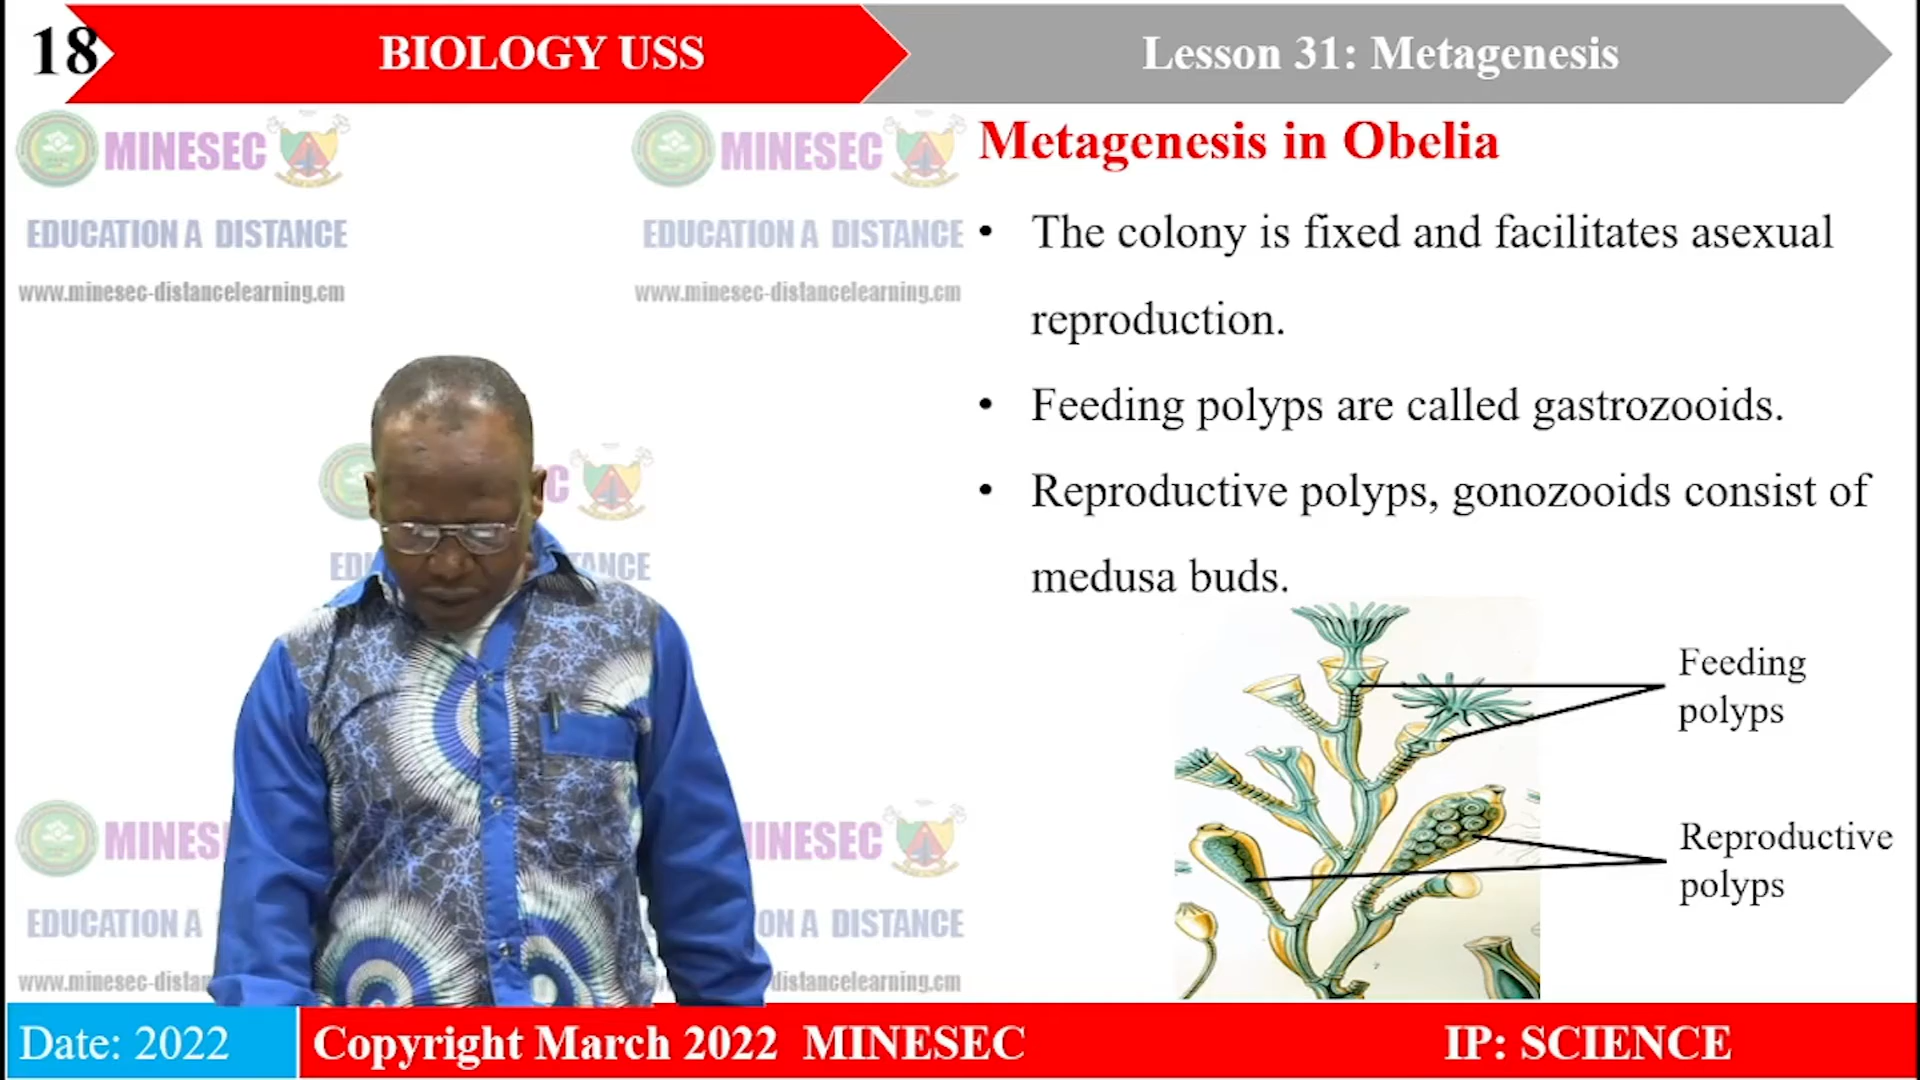 18
BIOLOGY USS
Lesson 31: Metagenesis
MINESEC
EDUCATION A DISTANCE
www.minesec-distancelearning.cm
MINESEC
EDUCATION A DISTANCE
www.minesec-distancelearning.cm
Metagenesis in Obelia
• The colony is fixed and facilitates asexual
reproduction.
• Feeding polyps are called gastrozooids.
• Reproductive polyps, gonozooids consist of
medusa buds.
Feeding
polyps
Reproductive
polyps
MINESEC
EDUCATION A
ON A DISTANCE
distancelearning.cm
Date: 2022
Copyright March 2022 MINESEC
IP: SCIENCE